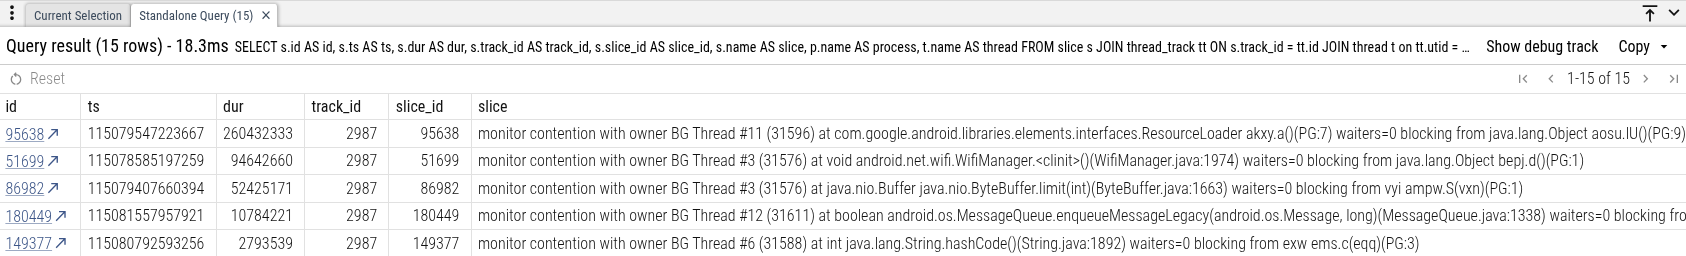 Current Selection Standalone Query (15)
Query result (15 rows) - 18.3ms SELECT s.id AS id, s.ts AS ts, s.dur AS dur, s.track_id AS track_id, s.slice_id AS slice_id, s.name AS slice, p.name AS process, t.name AS thread FROM slice s JOIN thread_track tt ON s.track_id = tt.id JOIN thread t on tt.utid = … Show debug track Copy
Reset 1-15 of 15
id ts dur track_id slice_id slice
95638 115079547223667 260432333 2987 95638 monitor contention with owner BG Thread #11 (31596) at com.google.android.libraries.elements.interfaces.ResourceLoader akxy.a()(PG:7) waiters=0 blocking from java.lang.Object aosu.IU()(PG:9)
51699 115078585197259 94642660 2987 51699 monitor contention with owner BG Thread #3 (31576) at void android.net.wifi.WifiManager.<clinit>()(WifiManager.java:1974) waiters=0 blocking from java.lang.Object bepj.d()(PG:1)
86982 115079407660394 52425171 2987 86982 monitor contention with owner BG Thread #3 (31576) at java.nio.Buffer java.nio.ByteBuffer.limit(int)(ByteBuffer.java:1663) waiters=0 blocking from vyi ampw.S(vxn)(PG:1)
180449 115081557957921 10784221 2987 180449 monitor contention with owner BG Thread #12 (31611) at boolean android.os.MessageQueue.enqueueMessageLegacy(android.os.Message, long)(MessageQueue.java:1338) waiters=0 blocking fro
149377 115080792593256 2793539 2987 149377 monitor contention with owner BG Thread #6 (31588) at int java.lang.String.hashCode()(String.java:1892) waiters=0 blocking from exw ems.c(eqq)(PG:3)